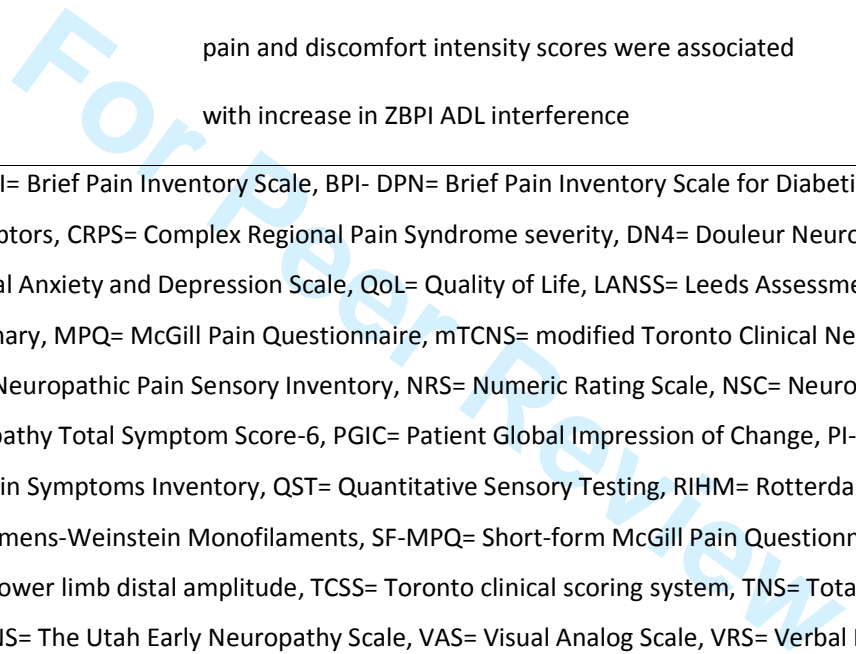 For Peer Review
pain and discomfort intensity scores were associated
with increase in ZBPI ADL interference
I= Brief Pain Inventory Scale, BPI- DPN= Brief Pain Inventory Scale for Diabeti
ptors, CRPS= Complex Regional Pain Syndrome severity, DN4= Douleur Neuro
al Anxiety and Depression Scale, QoL= Quality of Life, LANSS= Leeds Assessme
nary, MPQ= McGill Pain Questionnaire, mTCNS= modified Toronto Clinical Ne
Neuropathic Pain Sensory Inventory, NRS= Numeric Rating Scale, NSC= Neuro
pathy Total Symptom Score-6, PGIC= Patient Global Impression of Change, PI-
in Symptoms Inventory, QST= Quantitative Sensory Testing, RIHM= Rotterda
mens-Weinstein Monofilaments, SF-MPQ= Short-form McGill Pain Questionn
ower limb distal amplitude, TCSS= Toronto clinical scoring system, TNS= Tota
NS= The Utah Early Neuropathy Scale, VAS= Visual Analog Scale, VRS= Verbal